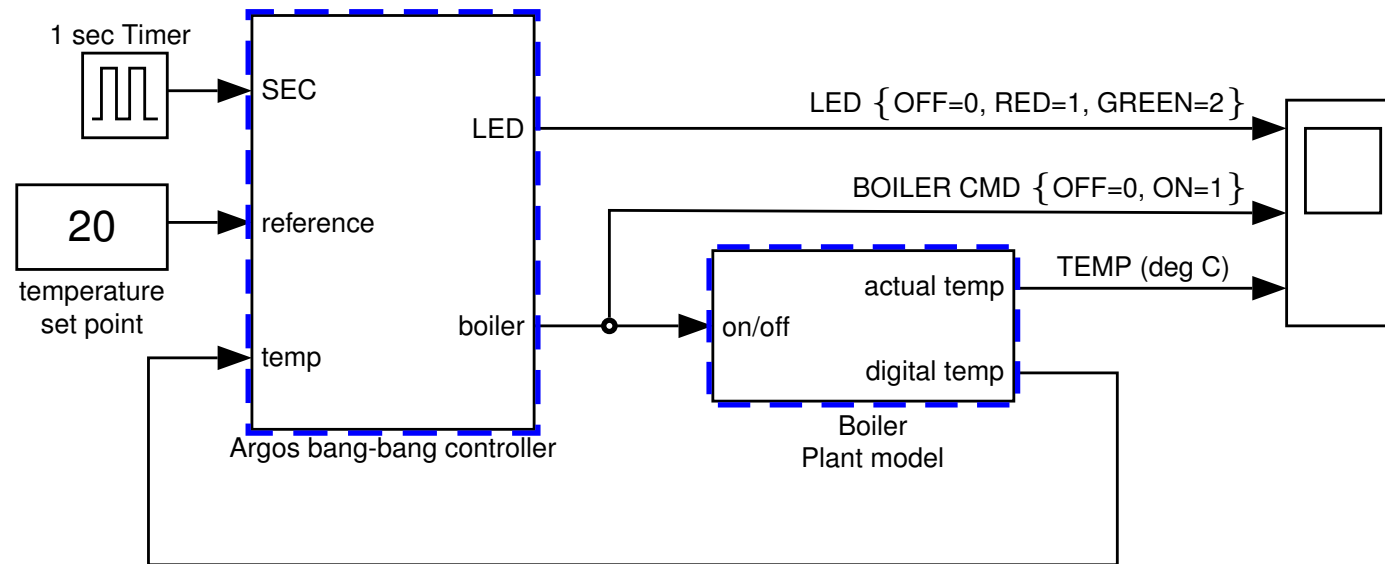 1 sec Timer
SEC
LED
LED {OFF=0, RED=1, GREEN=2}
BOILER CMD {OFF=0, ON=1}
20
reference
temperature
set point
TEMP (deg C)
actual temp
boiler
on/off
temp
digital temp
Argos bang-bang controller
Boiler
Plant model